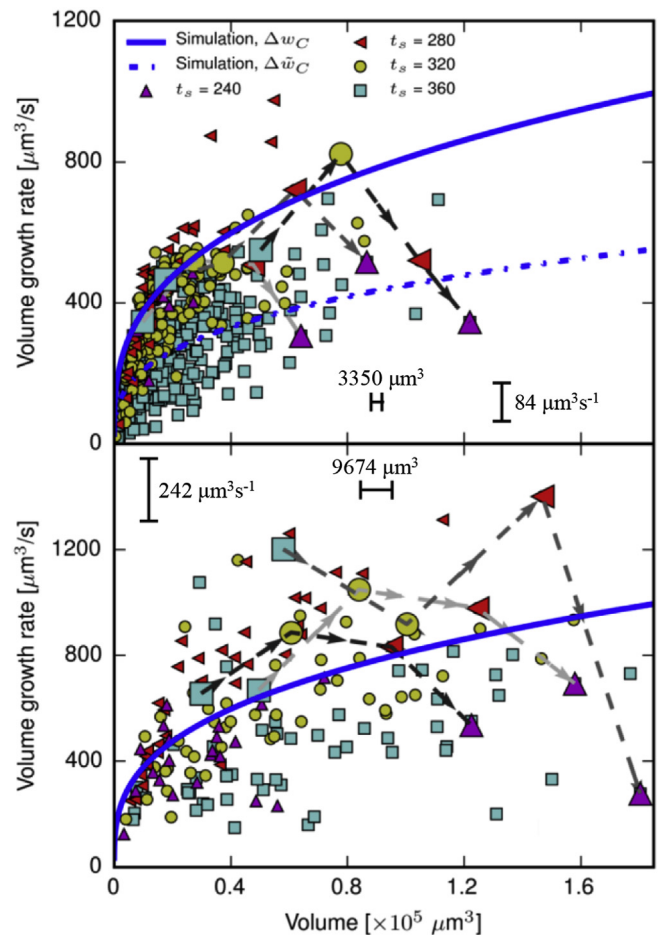 1200
Volume growth rate [μm³/s]
Simulation, Δw_C
Simulation, Δw̃_C
t_s = 240
t_s = 280
t_s = 320
t_s = 360
800
400
3350 μm³
84 μm³s⁻¹
0
242 μm³s⁻¹
9674 μm³
1200
Volume growth rate [μm³/s]
800
400
0
0 0.4 0.8 1.2 1.6
Volume [×10⁵ μm³]